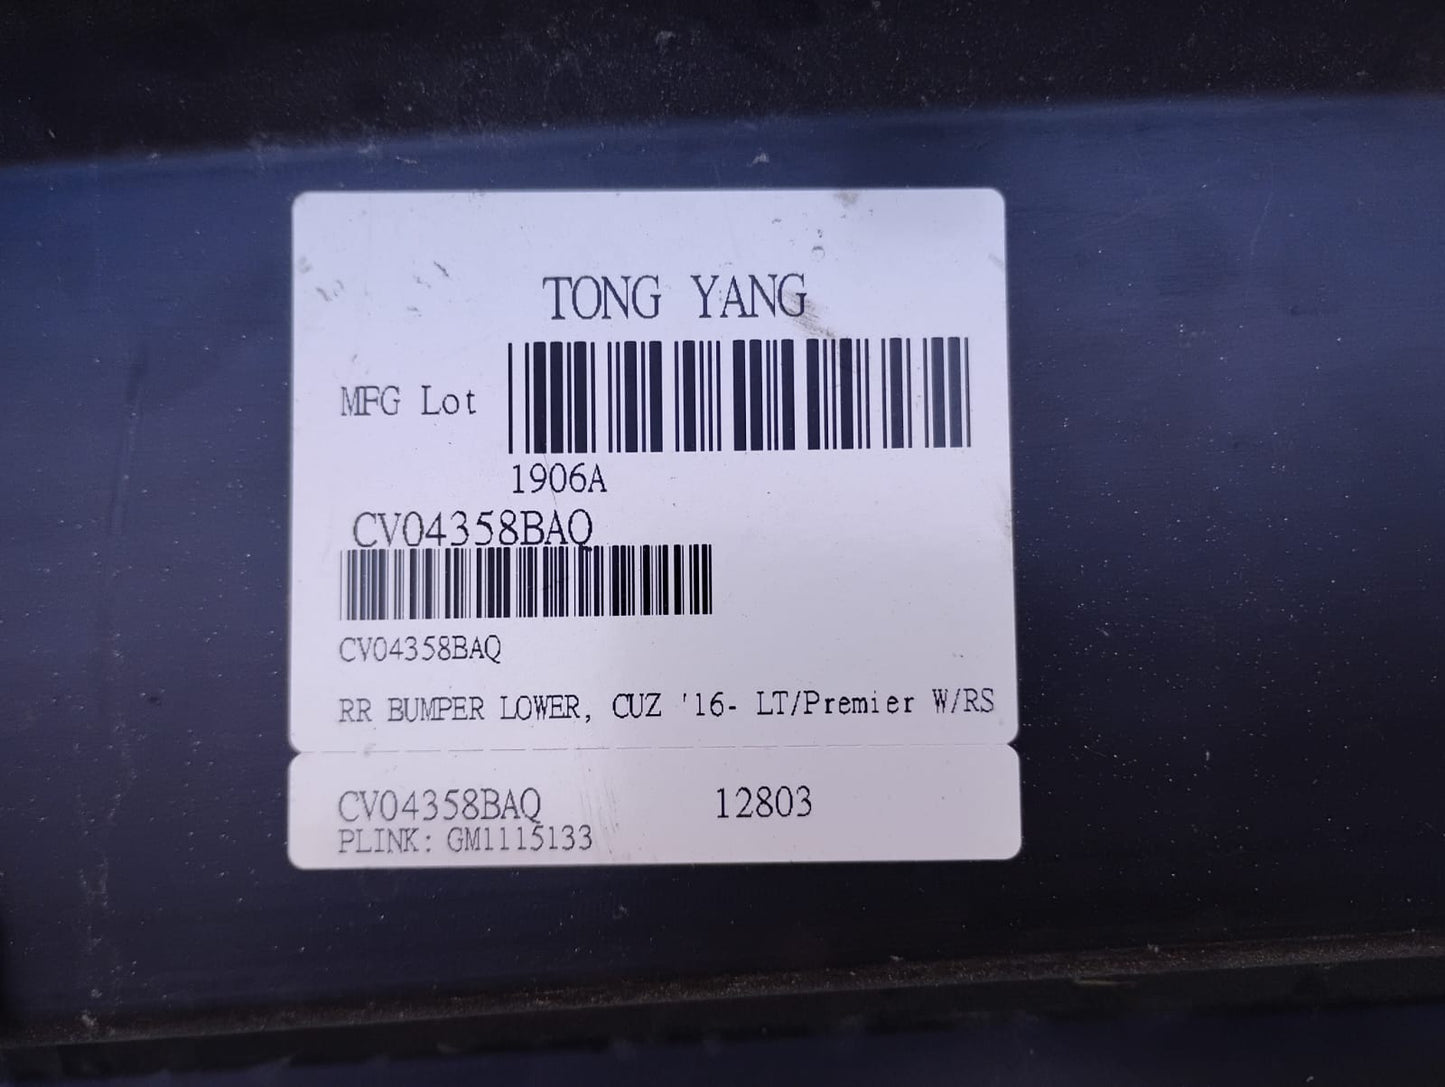 TONG YANG
MFG Lot
1906A
CV04358BAQ
CV04358BAQ
RR BUMPER LOWER, CUZ '16- LT/Premier W/RS
CV04358BAQ 12803
PLINK: GM1115133